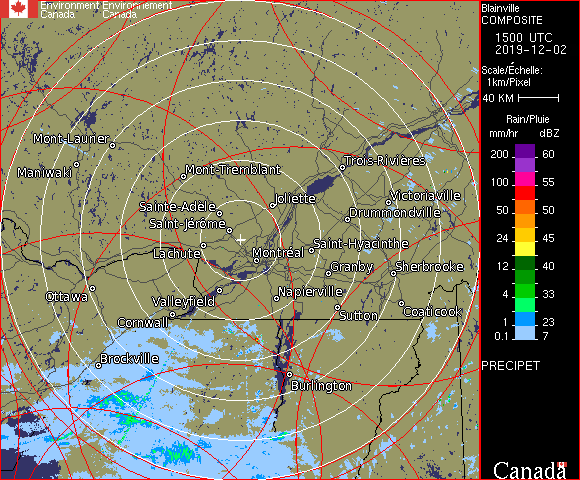 Environment Environnement
Canada Canada
Blainville
COMPOSITE
1500 UTC
2019-12-02
Scale/Échelle:
1km/Pixel
40 KM
Rain/Pluie
mm/hr dBZ
200 60
100 55
50 50
24 45
12 40
4 33
1 23
0.1 7
PRECIPET
Mont-Laurier
Maniwaki
Mont-Tremblant
Trois-Rivières
Joliette
Victoriaville
Sainte-Adèle
Drummondville
Saint-Jérôme
Lachute
Montréal
Saint-Hyacinthe
Granby
Sherbrooke
Ottawa
Valleyfield
Napierville
Cornwall
Sutton
Coaticook
Brockville
Burlington
Canada